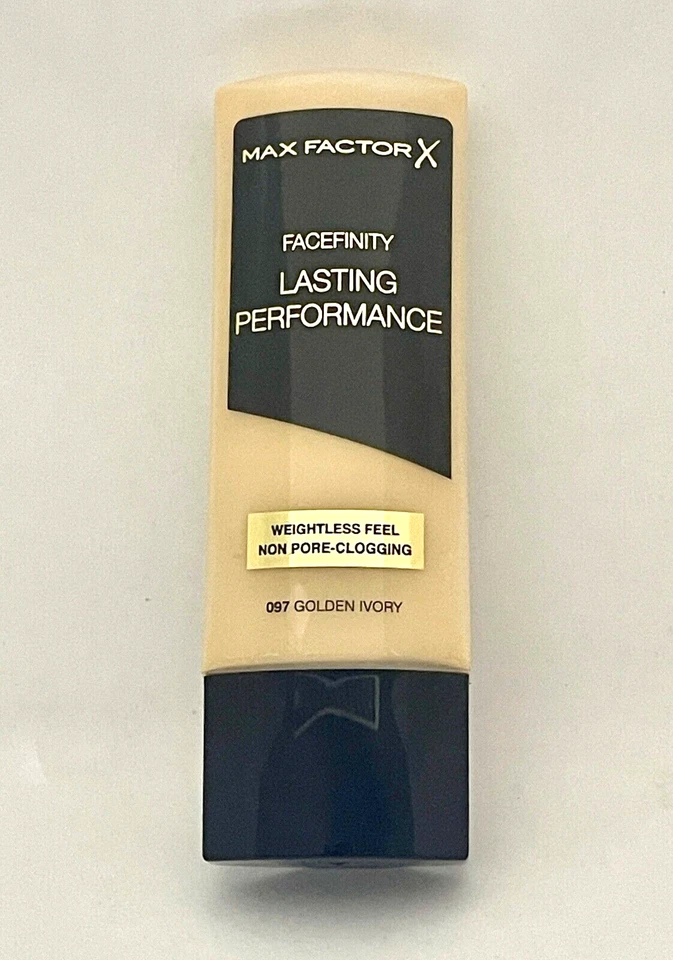 MAX FACTOR X
FACEFINITY
LASTING
PERFORMANCE
WEIGHTLESS FEEL
NON PORE-CLOGGING
097 GOLDEN IVORY